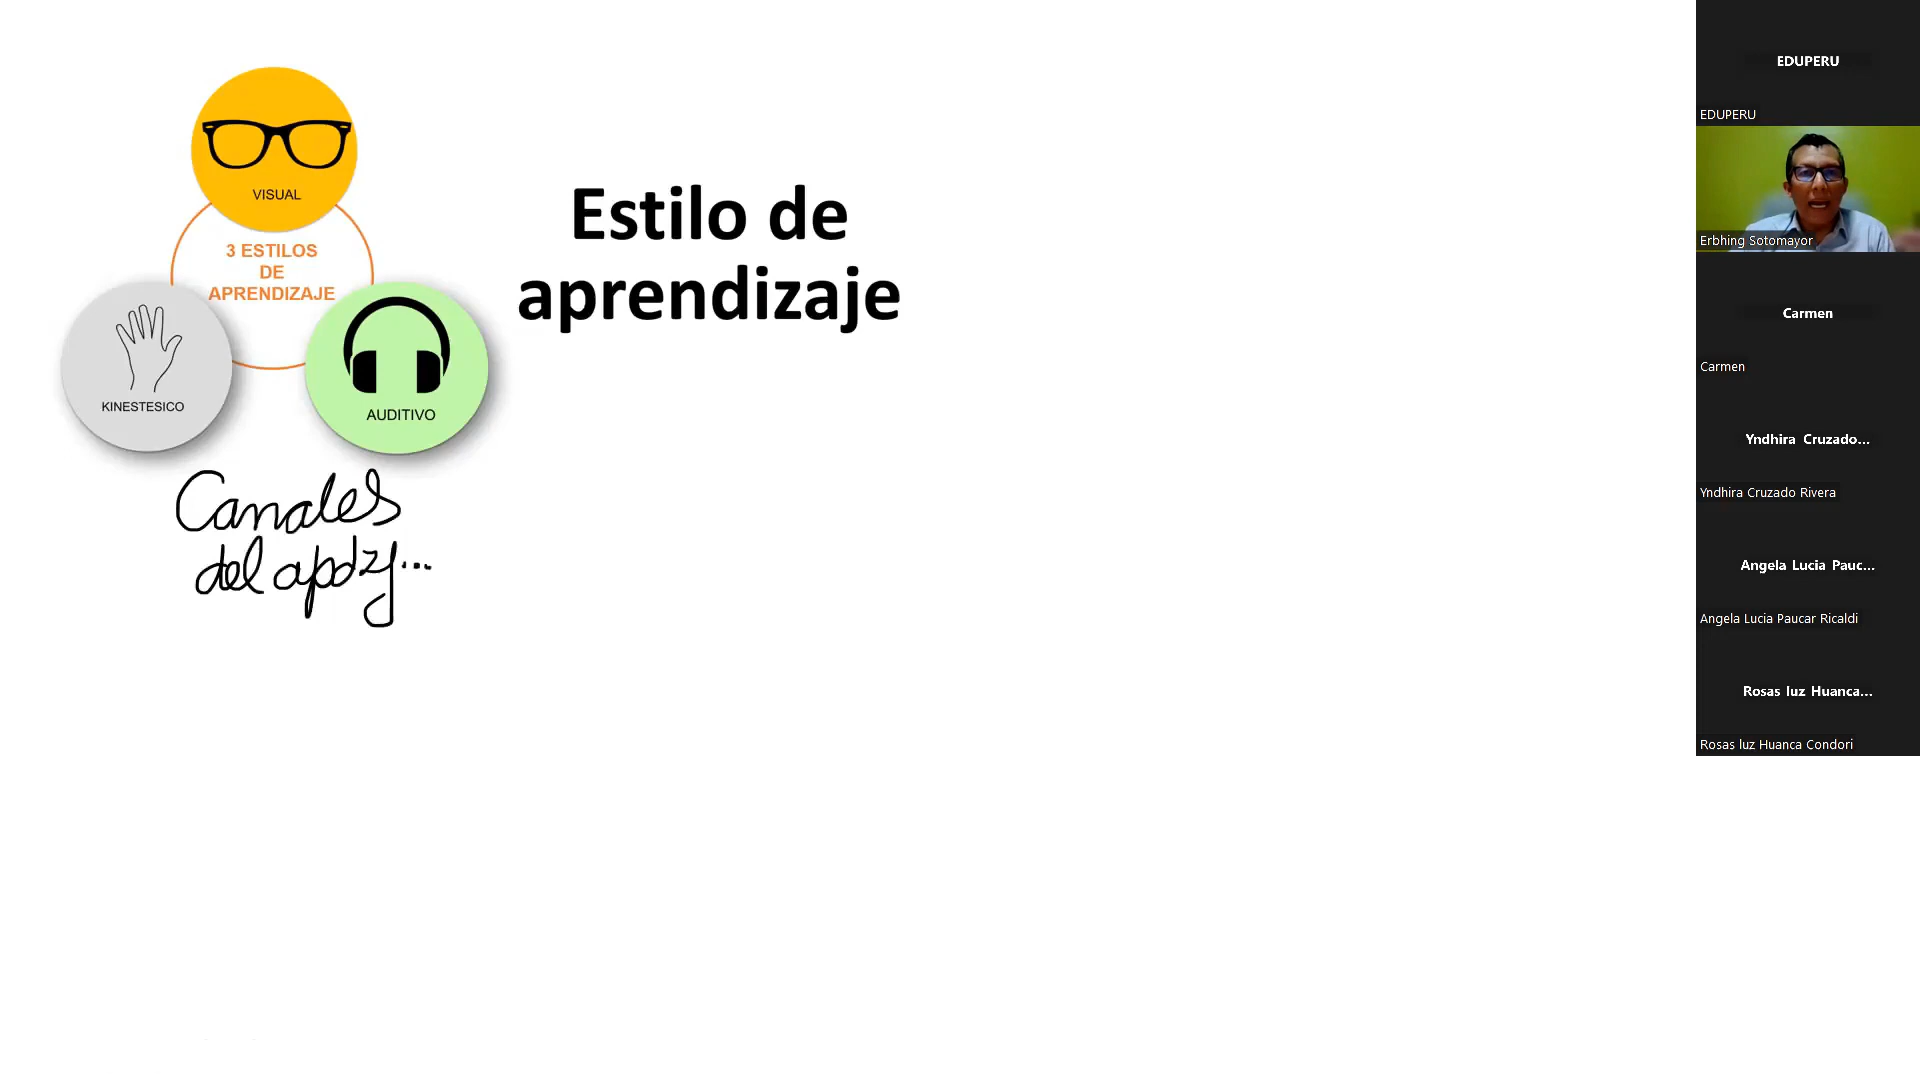 VISUAL
3 ESTILOS
DE
APRENDIZAJE
KINESTESICO
AUDITIVO
Canales
del apdzj...
Estilo de
aprendizaje
EDUPERU
EDUPERU
Erbhing Sotomayor
Carmen
Carmen
Yndhira Cruzado...
Yndhira Cruzado Rivera
Angela Lucia Pauc...
Angela Lucia Paucar Ricaldi
Rosas luz Huanca...
Rosas luz Huanca Condori